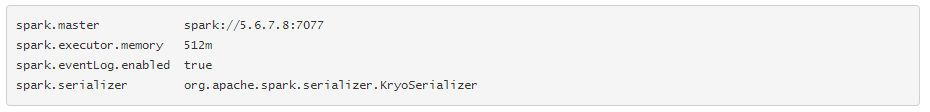 spark.master            spark://5.6.7.8:7077
spark.executor.memory   512m
spark.eventLog.enabled  true
spark.serializer        org.apache.spark.serializer.KryoSerializer